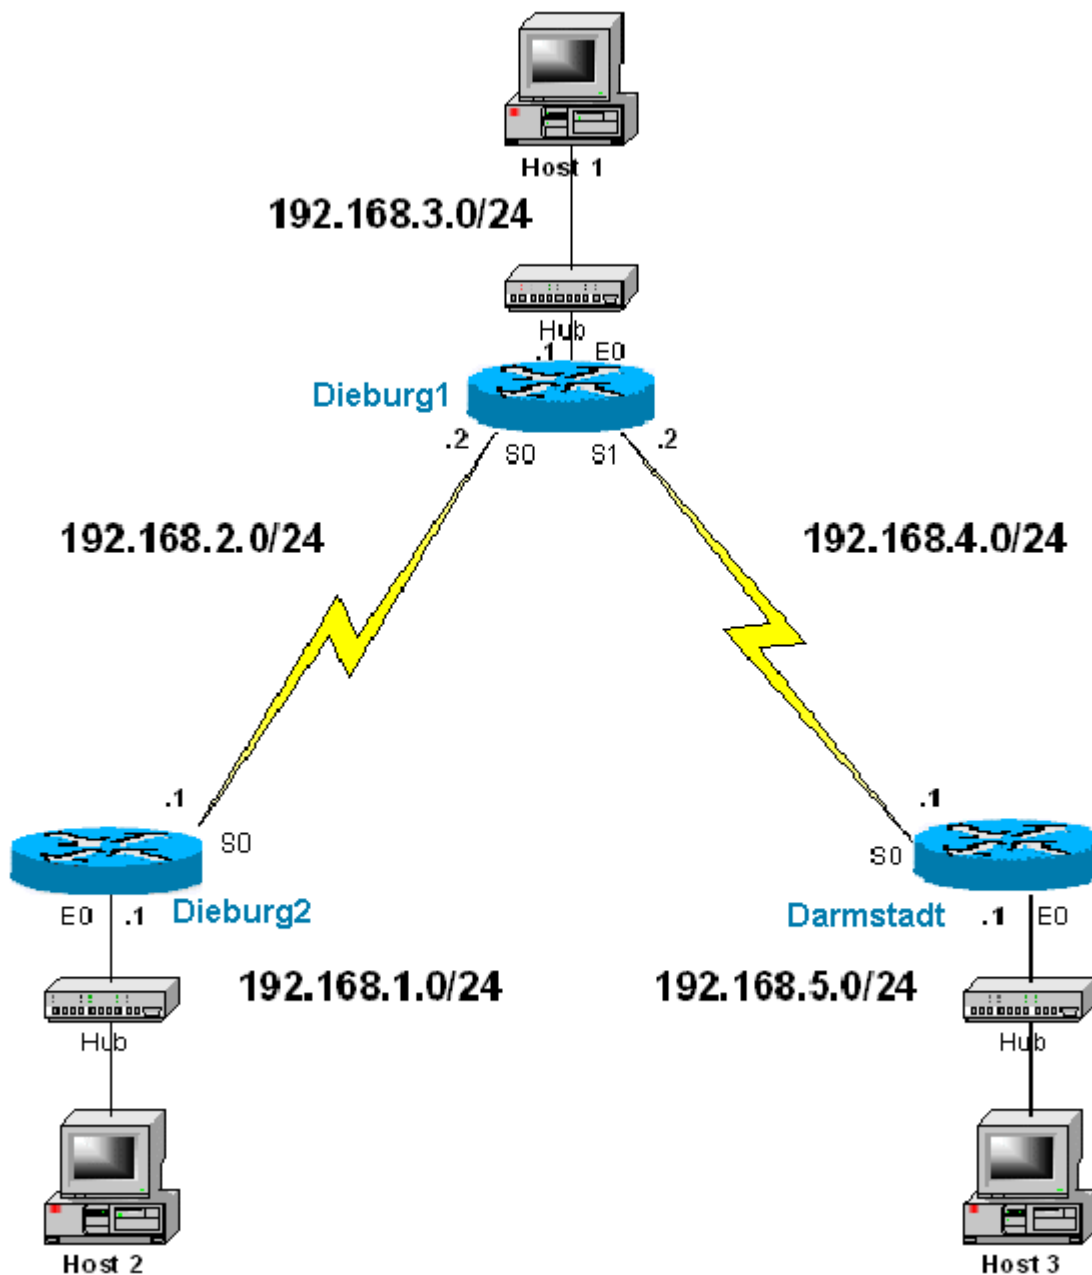 Host 1
192.168.3.0/24
Hub
.1 E0
Dieburg1
.2 S0 S1 .2
192.168.2.0/24 192.168.4.0/24
.1 .1
S0 S0
E0 .1 Dieburg2 Darmstadt .1 E0
192.168.1.0/24 192.168.5.0/24
Hub Hub
Host 2 Host 3